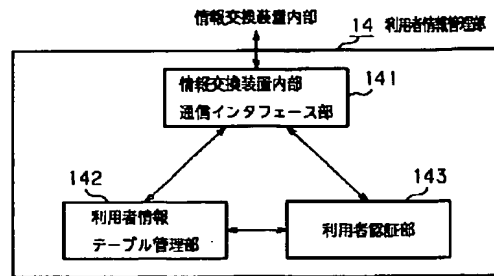 情報交換装置内部
14 利用者情報管理部
情報交換装置内部
通信インタフェース部
141
142
利用者情報
テーブル管理部
143
利用者認証部